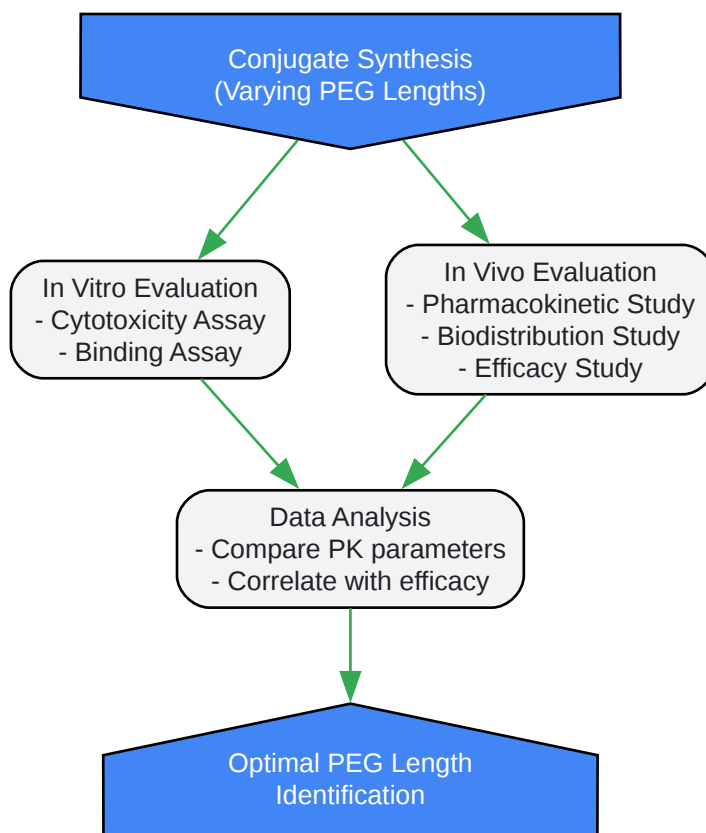 Conjugate Synthesis
(Varying PEG Lengths)
In Vitro Evaluation
- Cytotoxicity Assay
- Binding Assay
In Vivo Evaluation
- Pharmacokinetic Study
- Biodistribution Study
- Efficacy Study
Data Analysis
- Compare PK parameters
- Correlate with efficacy
Optimal PEG Length
Identification